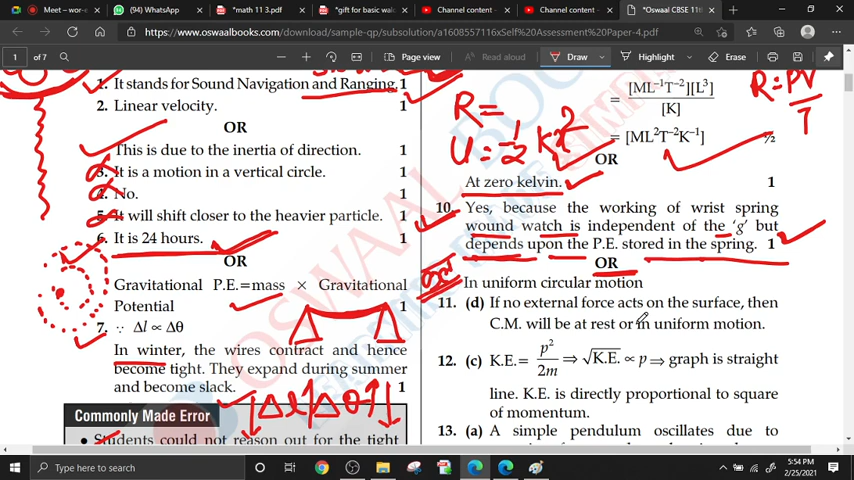 Meet – wor-c
(94) WhatsApp
*math 11 3.pdf
*gift for basic wal
Channel content -
Channel content -
*Oswaal CBSE 11th
https://www.oswaalbooks.com/download/sample-qp/subsolution/a1608557116xSelf%20Assessment%20Paper-4.pdf
1
of 7
Page view
Read aloud
Draw
Highlight
Erase
1. It stands for Sound Navigation and Ranging. 1
2. Linear velocity. 1
OR
This is due to the inertia of direction. 1
3. It is a motion in a vertical circle. 1
4. No. 1
5. It will shift closer to the heavier particle. 1
6. It is 24 hours. 1
OR
Gravitational P.E. = mass × Gravitational
Potential 1
7. ∵ Δl ∝ Δθ
In winter, the wires contract and hence
become tight. They expand during summer
and become slack. 1
Δl Δθ
Commonly Made Error
• Students could not reason out for the tight
= [ML⁻¹T⁻²][L³] / [K]
R = PV/T
R =
U = ½ Kx²
= [ML²T⁻²K⁻¹] ½
OR
At zero kelvin. 1
10. Yes, because the working of wrist spring
wound watch is independent of the 'g' but
depends upon the P.E. stored in the spring. 1
OR
In uniform circular motion
11. (d) If no external force acts on the surface, then
C.M. will be at rest or in uniform motion.
12. (c) K.E. = p²/2m ⇒ √K.E. ∝ p ⇒ graph is straight
line. K.E. is directly proportional to square
of momentum.
13. (a) A simple pendulum oscillates due to
Type here to search
ENG
5:54 PM
2/25/2021